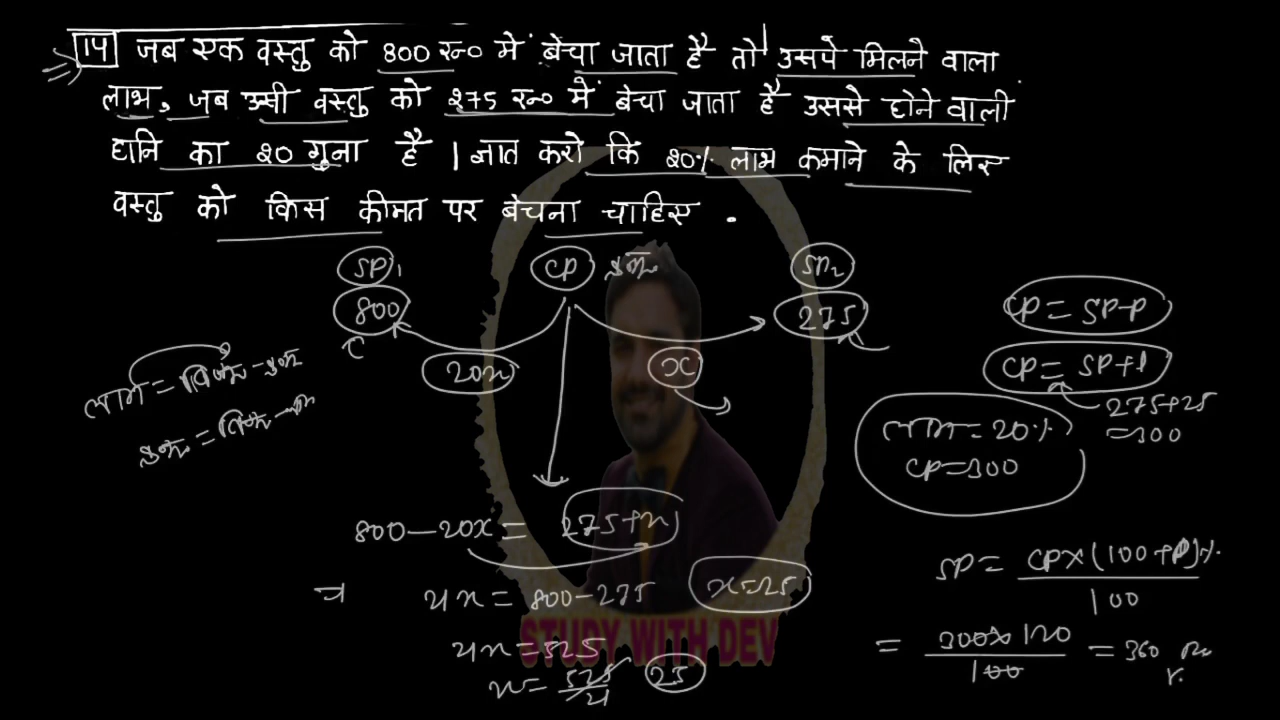 14 जब एक वस्तु को 800 रू० में बेचा जाता है तो उसपे मिलने वाला
लाभ, जब उसी वस्तु को 275 रू० में बेचा जाता है उससे होने वाली
हानि का 20 गुना है । ज्ञात करो कि 20% लाभ कमाने के लिए
वस्तु को किस कीमत पर बेचना चाहिए .
SP1 CP SP2
800 275
20x x
CP = SP-P
CP = SP+l
275+25
=300
लाभ = 20%
CP=300
800-20x = 275+x
⇒ 21x = 800-275 x=25
21x = 525
x = 525/21 25
SP = CP×(100+P)%/100
= 300×120/100 = 360
STUDY WITH DEV